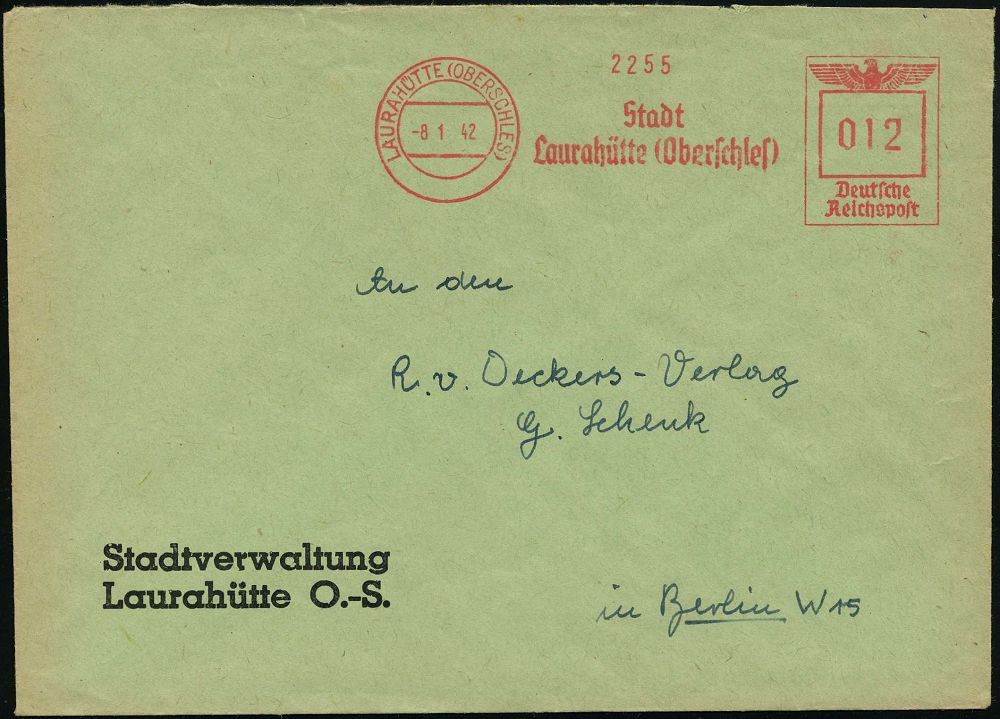 LAURAHÜTTE (OBERSCHLES)
-8 1 42
2255
Stadt
Laurahütte (Oberschles)
012
Deutsche
Reichspost
An den
R. v. Deckers-Verlag
G. Schenk
Stadtverwaltung
Laurahütte O.-S.
in Berlin W 15